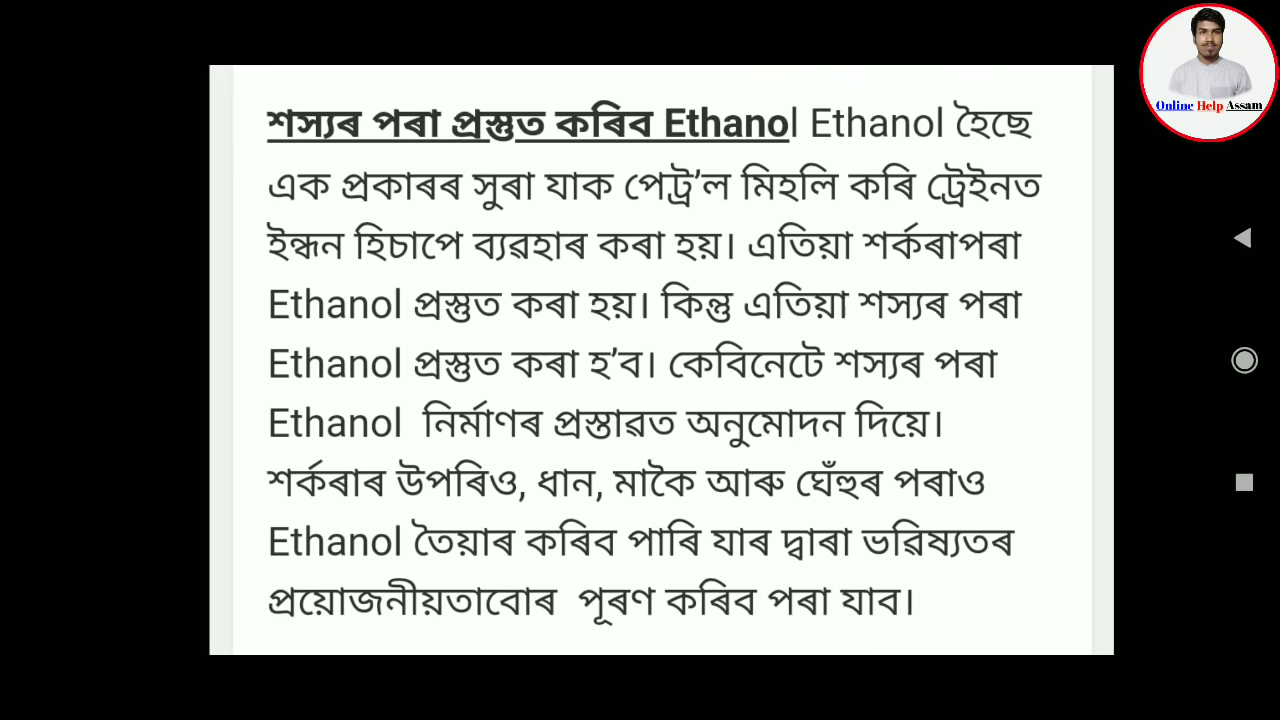 শস্যৰ পৰা প্ৰস্তুত কৰিব Ethanol Ethanol হৈছে
এক প্ৰকাৰৰ সুৰা যাক পেট্ৰ’ল মিহলি কৰি ট্ৰেইনত
ইন্ধন হিচাপে ব্যৱহাৰ কৰা হয়। এতিয়া শৰ্কৰাপৰা
Ethanol প্ৰস্তুত কৰা হয়। কিন্তু এতিয়া শস্যৰ পৰা
Ethanol প্ৰস্তুত কৰা হ’ব। কেবিনেটে শস্যৰ পৰা
Ethanol নিৰ্মাণৰ প্ৰস্তাৱত অনুমোদন দিয়ে।
শৰ্কৰাৰ উপৰিও, ধান, মাকৈ আৰু ঘেঁহুৰ পৰাও
Ethanol তৈয়াৰ কৰিব পাৰি যাৰ দ্বাৰা ভৱিষ্যতৰ
প্ৰয়োজনীয়তাবোৰ পূৰণ কৰিব পৰা যাব।
Online Help Assam